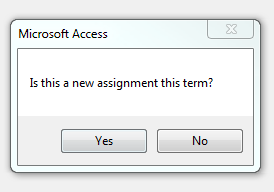 Microsoft Access
Is this a new assignment this term?
Yes
No